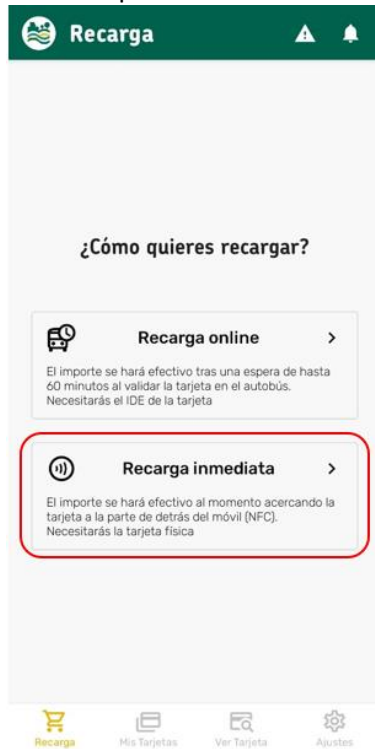 Recarga
¿Cómo quieres recargar?
Recarga online
El importe se hará efectivo tras una espera de hasta
60 minutos al validar la tarjeta en el autobús.
Necesitarás el IDE de la tarjeta
Recarga inmediata
El importe se hará efectivo al momento acercando la
tarjeta a la parte de detrás del móvil (NFC).
Necesitarás la tarjeta física
Recarga
Mis Tarjetas
Ver Tarjeta
Ajustes